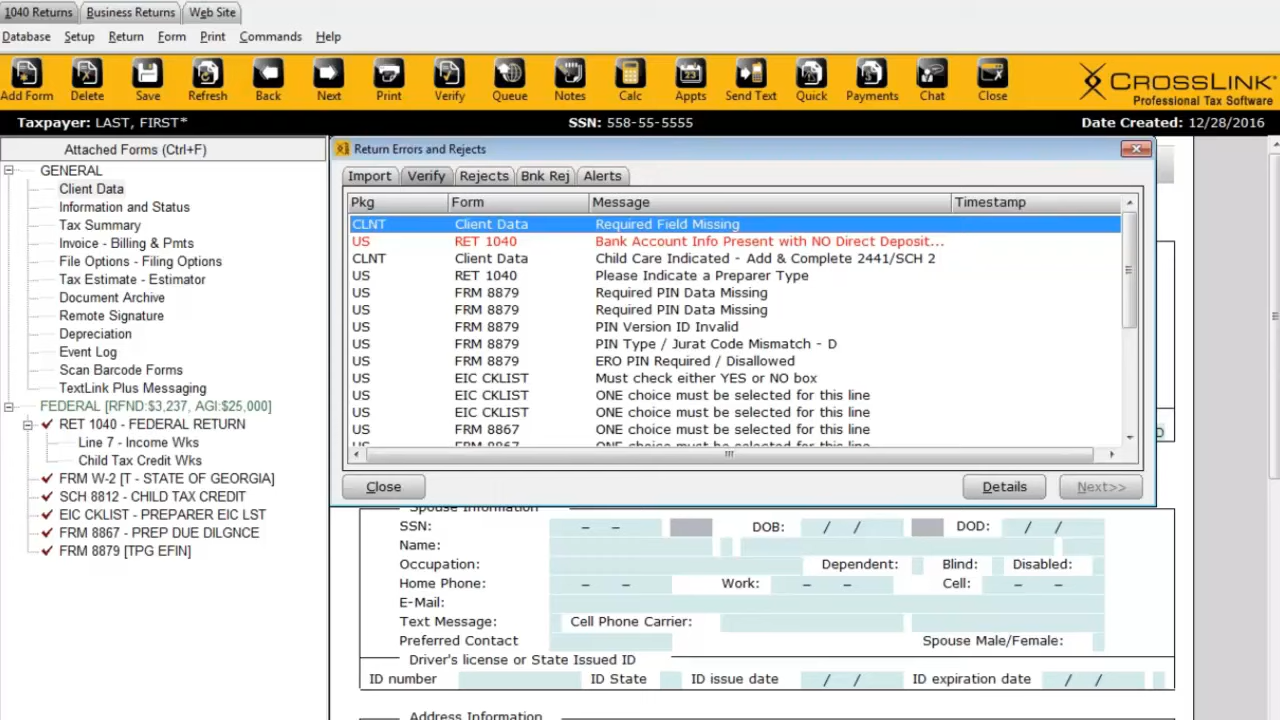 1040 Returns Business Returns Web Site
Database Setup Return Form Print Commands Help
Add Form Delete Save Refresh Back Next Print Verify Queue Notes Calc Appts Send Text Quick Payments Chat Close
CROSSLINK
Professional Tax Software
Taxpayer: LAST, FIRST* SSN: 558-55-5555 Date Created: 12/28/2016
Attached Forms (Ctrl+F)
GENERAL
Client Data
Information and Status
Tax Summary
Invoice - Billing & Pmts
File Options - Filing Options
Tax Estimate - Estimator
Document Archive
Remote Signature
Depreciation
Event Log
Scan Barcode Forms
TextLink Plus Messaging
FEDERAL [RFND:$3,237, AGI:$25,000]
RET 1040 - FEDERAL RETURN
Line 7 - Income Wks
Child Tax Credit Wks
FRM W-2 [T - STATE OF GEORGIA]
SCH 8812 - CHILD TAX CREDIT
EIC CKLIST - PREPARER EIC LST
FRM 8867 - PREP DUE DILGNCE
FRM 8879 [TPG EFIN]
Return Errors and Rejects
Import Verify Rejects Bnk Rej Alerts
Pkg Form Message Timestamp
CLNT Client Data Required Field Missing
US RET 1040 Bank Account Info Present with NO Direct Deposit...
CLNT Client Data Child Care Indicated - Add & Complete 2441/SCH 2
US RET 1040 Please Indicate a Preparer Type
US FRM 8879 Required PIN Data Missing
US FRM 8879 Required PIN Data Missing
US FRM 8879 PIN Version ID Invalid
US FRM 8879 PIN Type / Jurat Code Mismatch - D
US FRM 8879 ERO PIN Required / Disallowed
US EIC CKLIST Must check either YES or NO box
US EIC CKLIST ONE choice must be selected for this line
US EIC CKLIST ONE choice must be selected for this line
US FRM 8867 ONE choice must be selected for this line
US FRM 8867 ONE choice must be selected for this line
Close Details Next>>
Spouse Information
SSN: - - DOB: / / DOD: / /
Name:
Occupation: Dependent: Blind: Disabled:
Home Phone: - - Work: - - Cell: - -
E-Mail:
Text Message: Cell Phone Carrier:
Preferred Contact Spouse Male/Female:
Driver's license or State Issued ID
ID number ID State ID issue date / / ID expiration date / /
Address Information